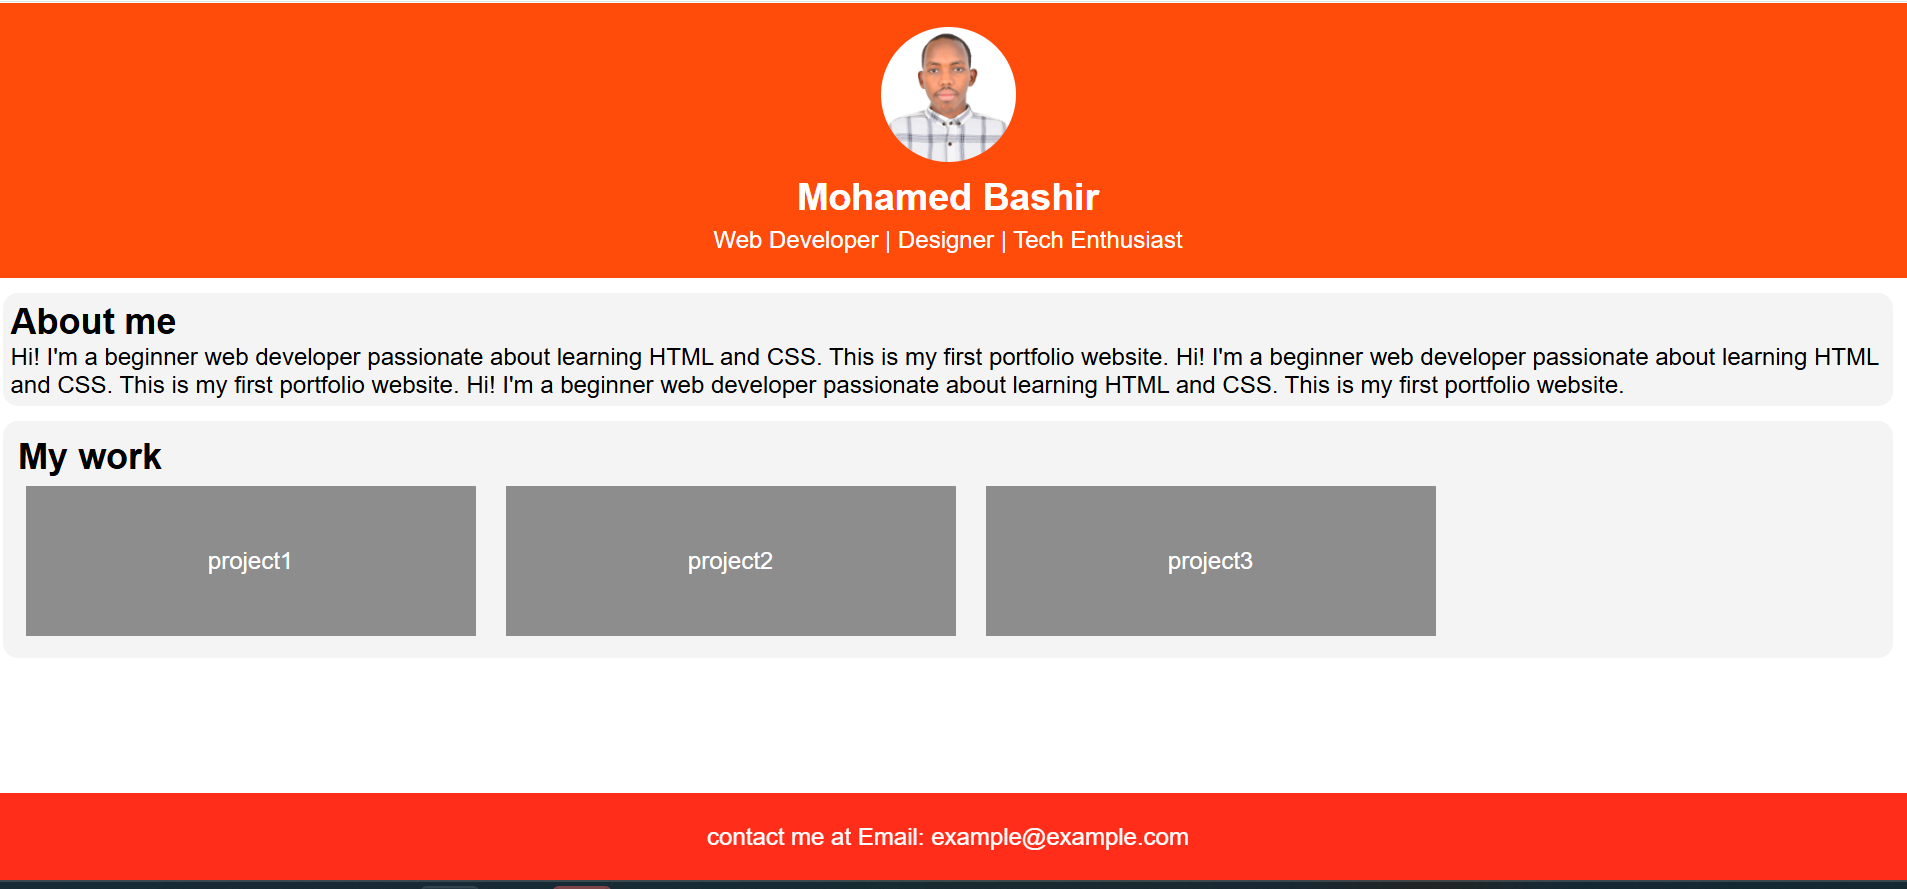 Mohamed Bashir
Web Developer | Designer | Tech Enthusiast
About me
Hi! I'm a beginner web developer passionate about learning HTML and CSS. This is my first portfolio website. Hi! I'm a beginner web developer passionate about learning HTML
and CSS. This is my first portfolio website. Hi! I'm a beginner web developer passionate about learning HTML and CSS. This is my first portfolio website.
My work
project1
project2
project3
contact me at Email: example@example.com